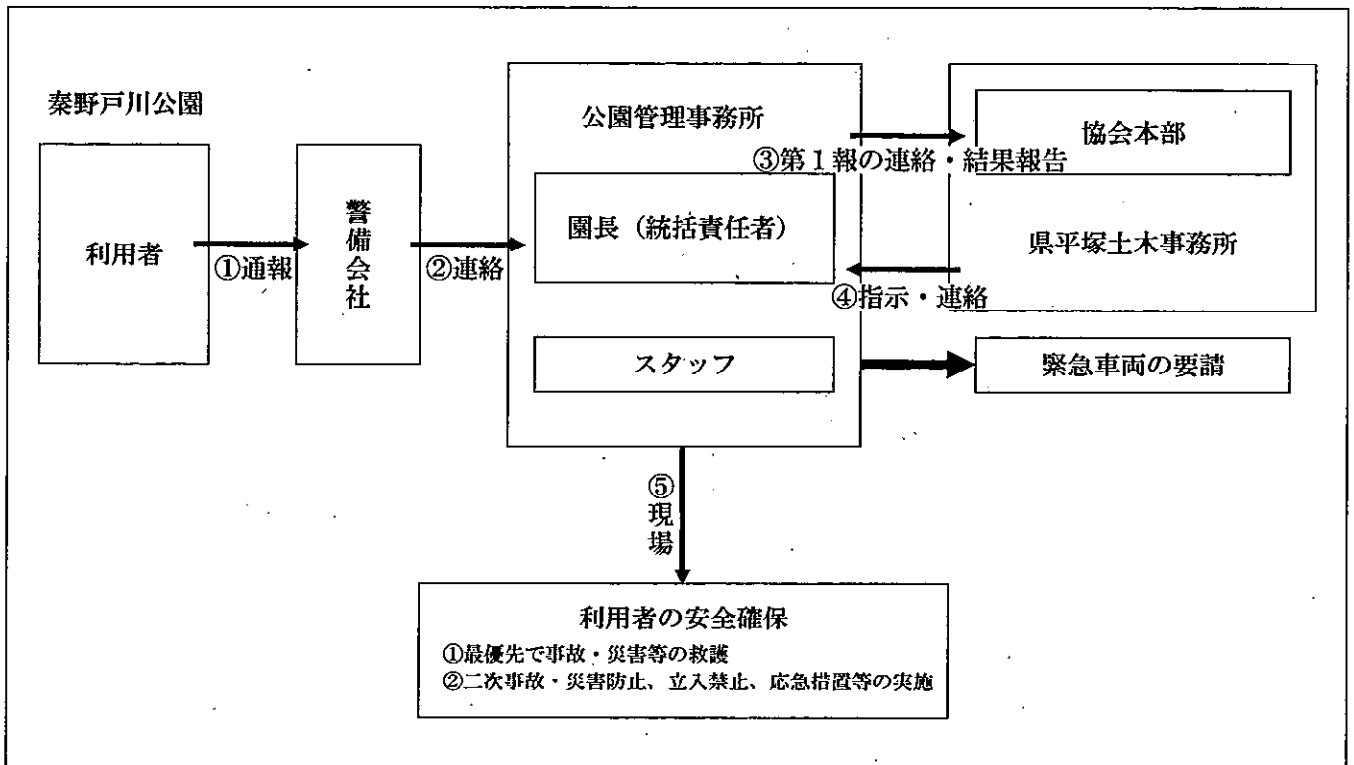 秦野戸川公園
利用者
①通報
警備会社
②連絡
公園管理事務所
園長（統括責任者）
スタッフ
③第１報の連絡・結果報告
協会本部
県平塚土木事務所
④指示・連絡
緊急車両の要請
⑤現場
利用者の安全確保
①最優先で事故・災害等の救護
②二次事故・災害防止、立入禁止、応急措置等の実施